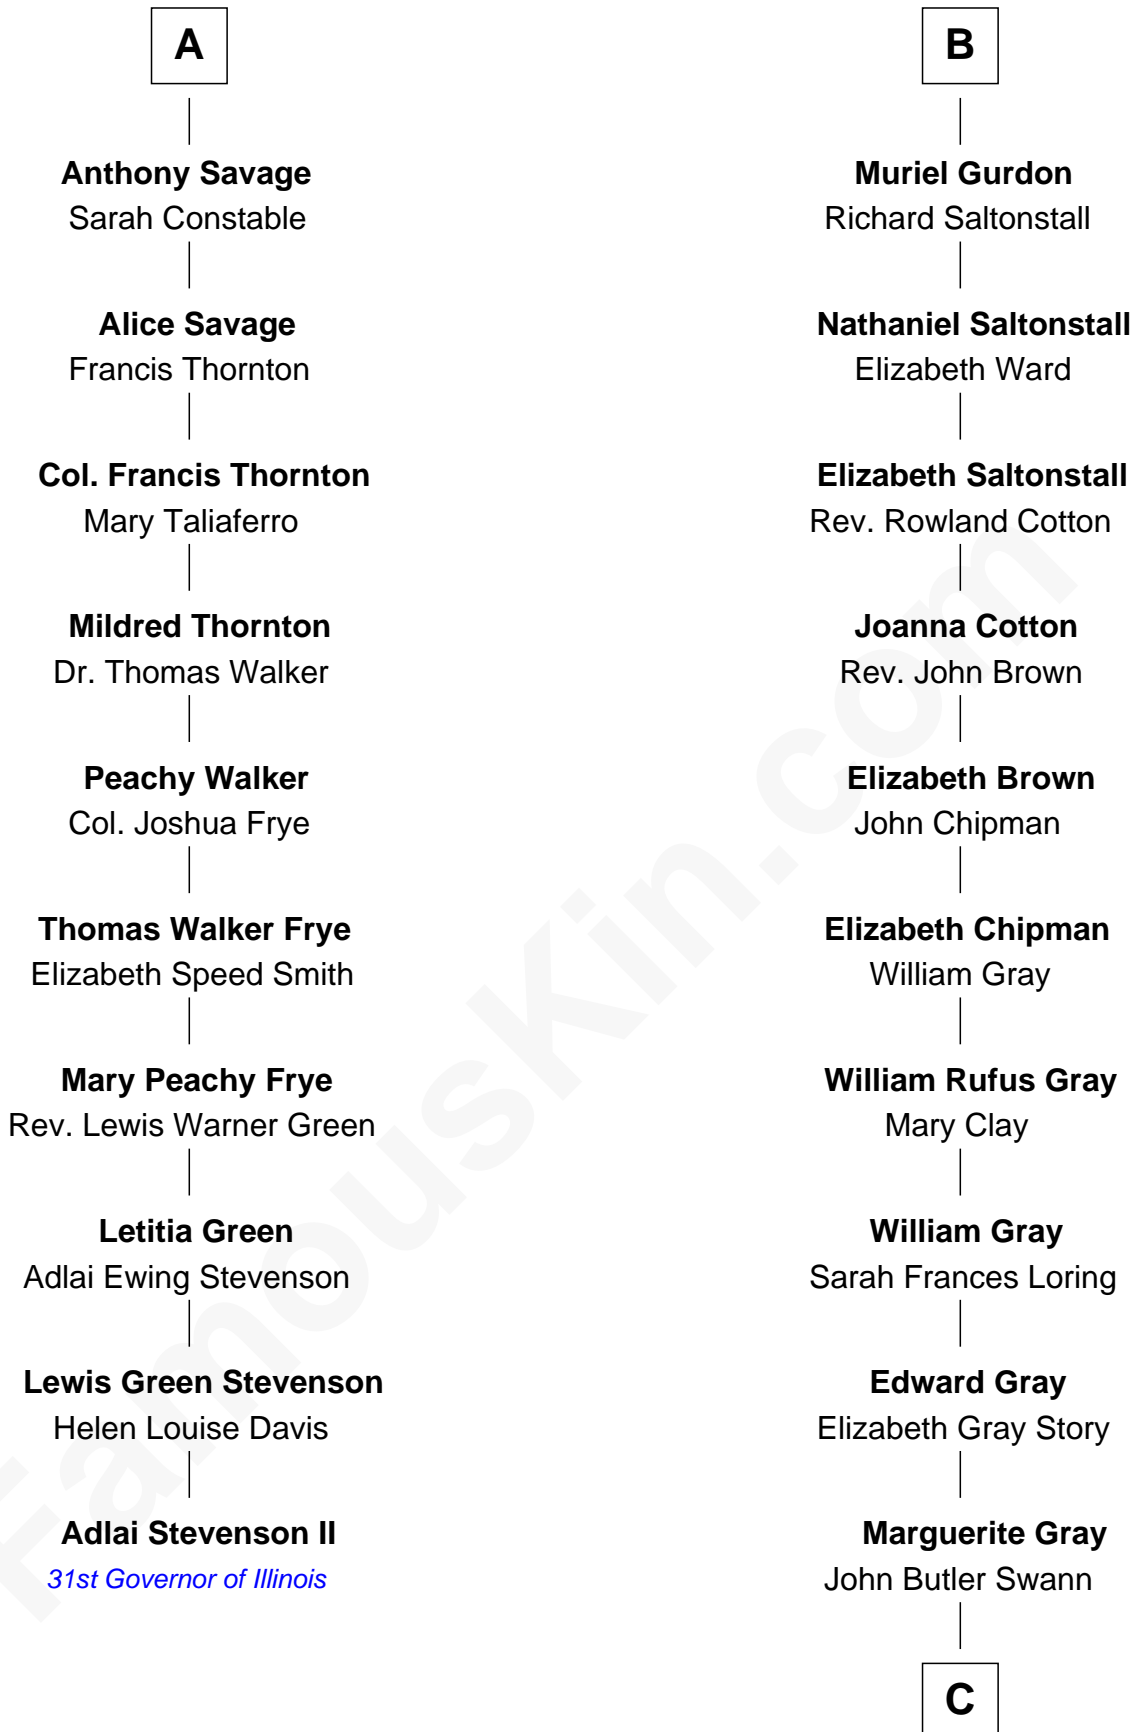 A
Anthony Savage
Sarah Constable
Alice Savage
Francis Thornton
Col. Francis Thornton
Mary Taliaferro
Mildred Thornton
Dr. Thomas Walker
Peachy Walker
Col. Joshua Frye
Thomas Walker Frye
Elizabeth Speed Smith
Mary Peachy Frye
Rev. Lewis Warner Green
Letitia Green
Adlai Ewing Stevenson
Lewis Green Stevenson
Helen Louise Davis
Adlai Stevenson II
31st Governor of Illinois
B
Muriel Gurdon
Richard Saltonstall
Nathaniel Saltonstall
Elizabeth Ward
Elizabeth Saltonstall
Rev. Rowland Cotton
Joanna Cotton
Rev. John Brown
Elizabeth Brown
John Chipman
Elizabeth Chipman
William Gray
William Rufus Gray
Mary Clay
William Gray
Sarah Frances Loring
Edward Gray
Elizabeth Gray Story
Marguerite Gray
John Butler Swann
C
FamousKin.com